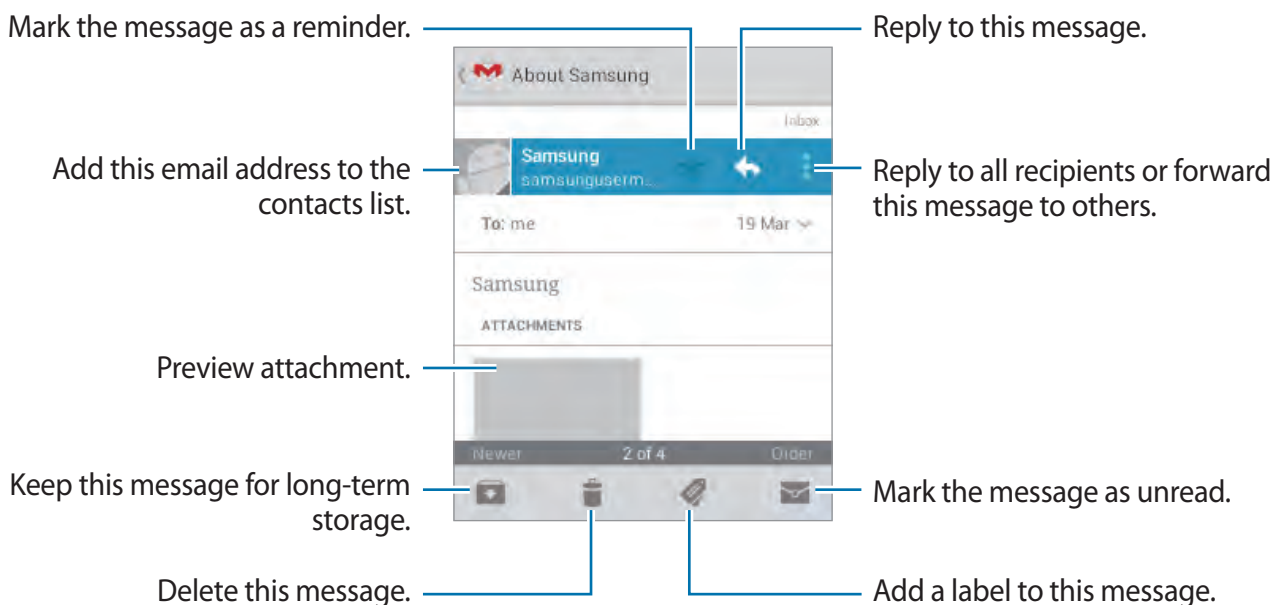 Mark the message as a reminder.
Reply to this message.
About Samsung
Inbox
Add this email address to the
contacts list.
Samsung
samsunguserm...
Reply to all recipients or forward
this message to others.
To: me
19 Mar
Samsung
ATTACHMENTS
Preview attachment.
Newer
2 of 4
Older
Keep this message for long-term
storage.
Mark the message as unread.
Delete this message.
Add a label to this message.